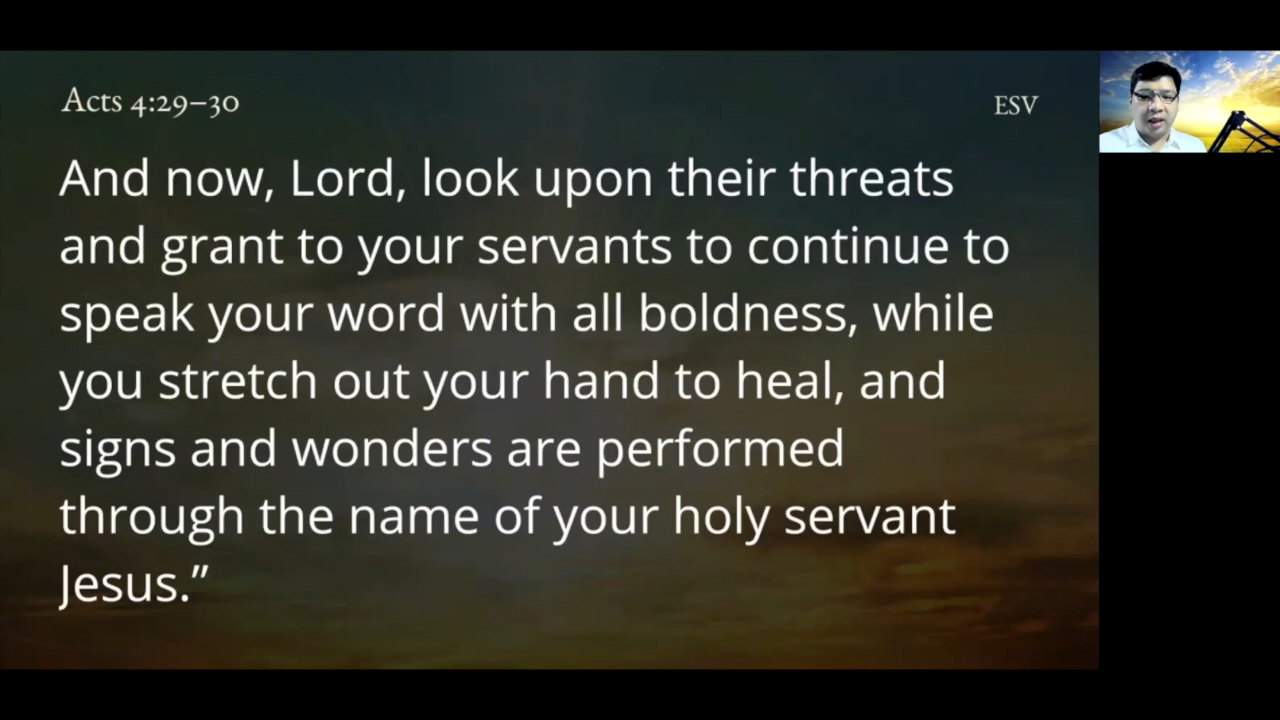 Acts 4:29–30
ESV
And now, Lord, look upon their threats
and grant to your servants to continue to
speak your word with all boldness, while
you stretch out your hand to heal, and
signs and wonders are performed
through the name of your holy servant
Jesus.”